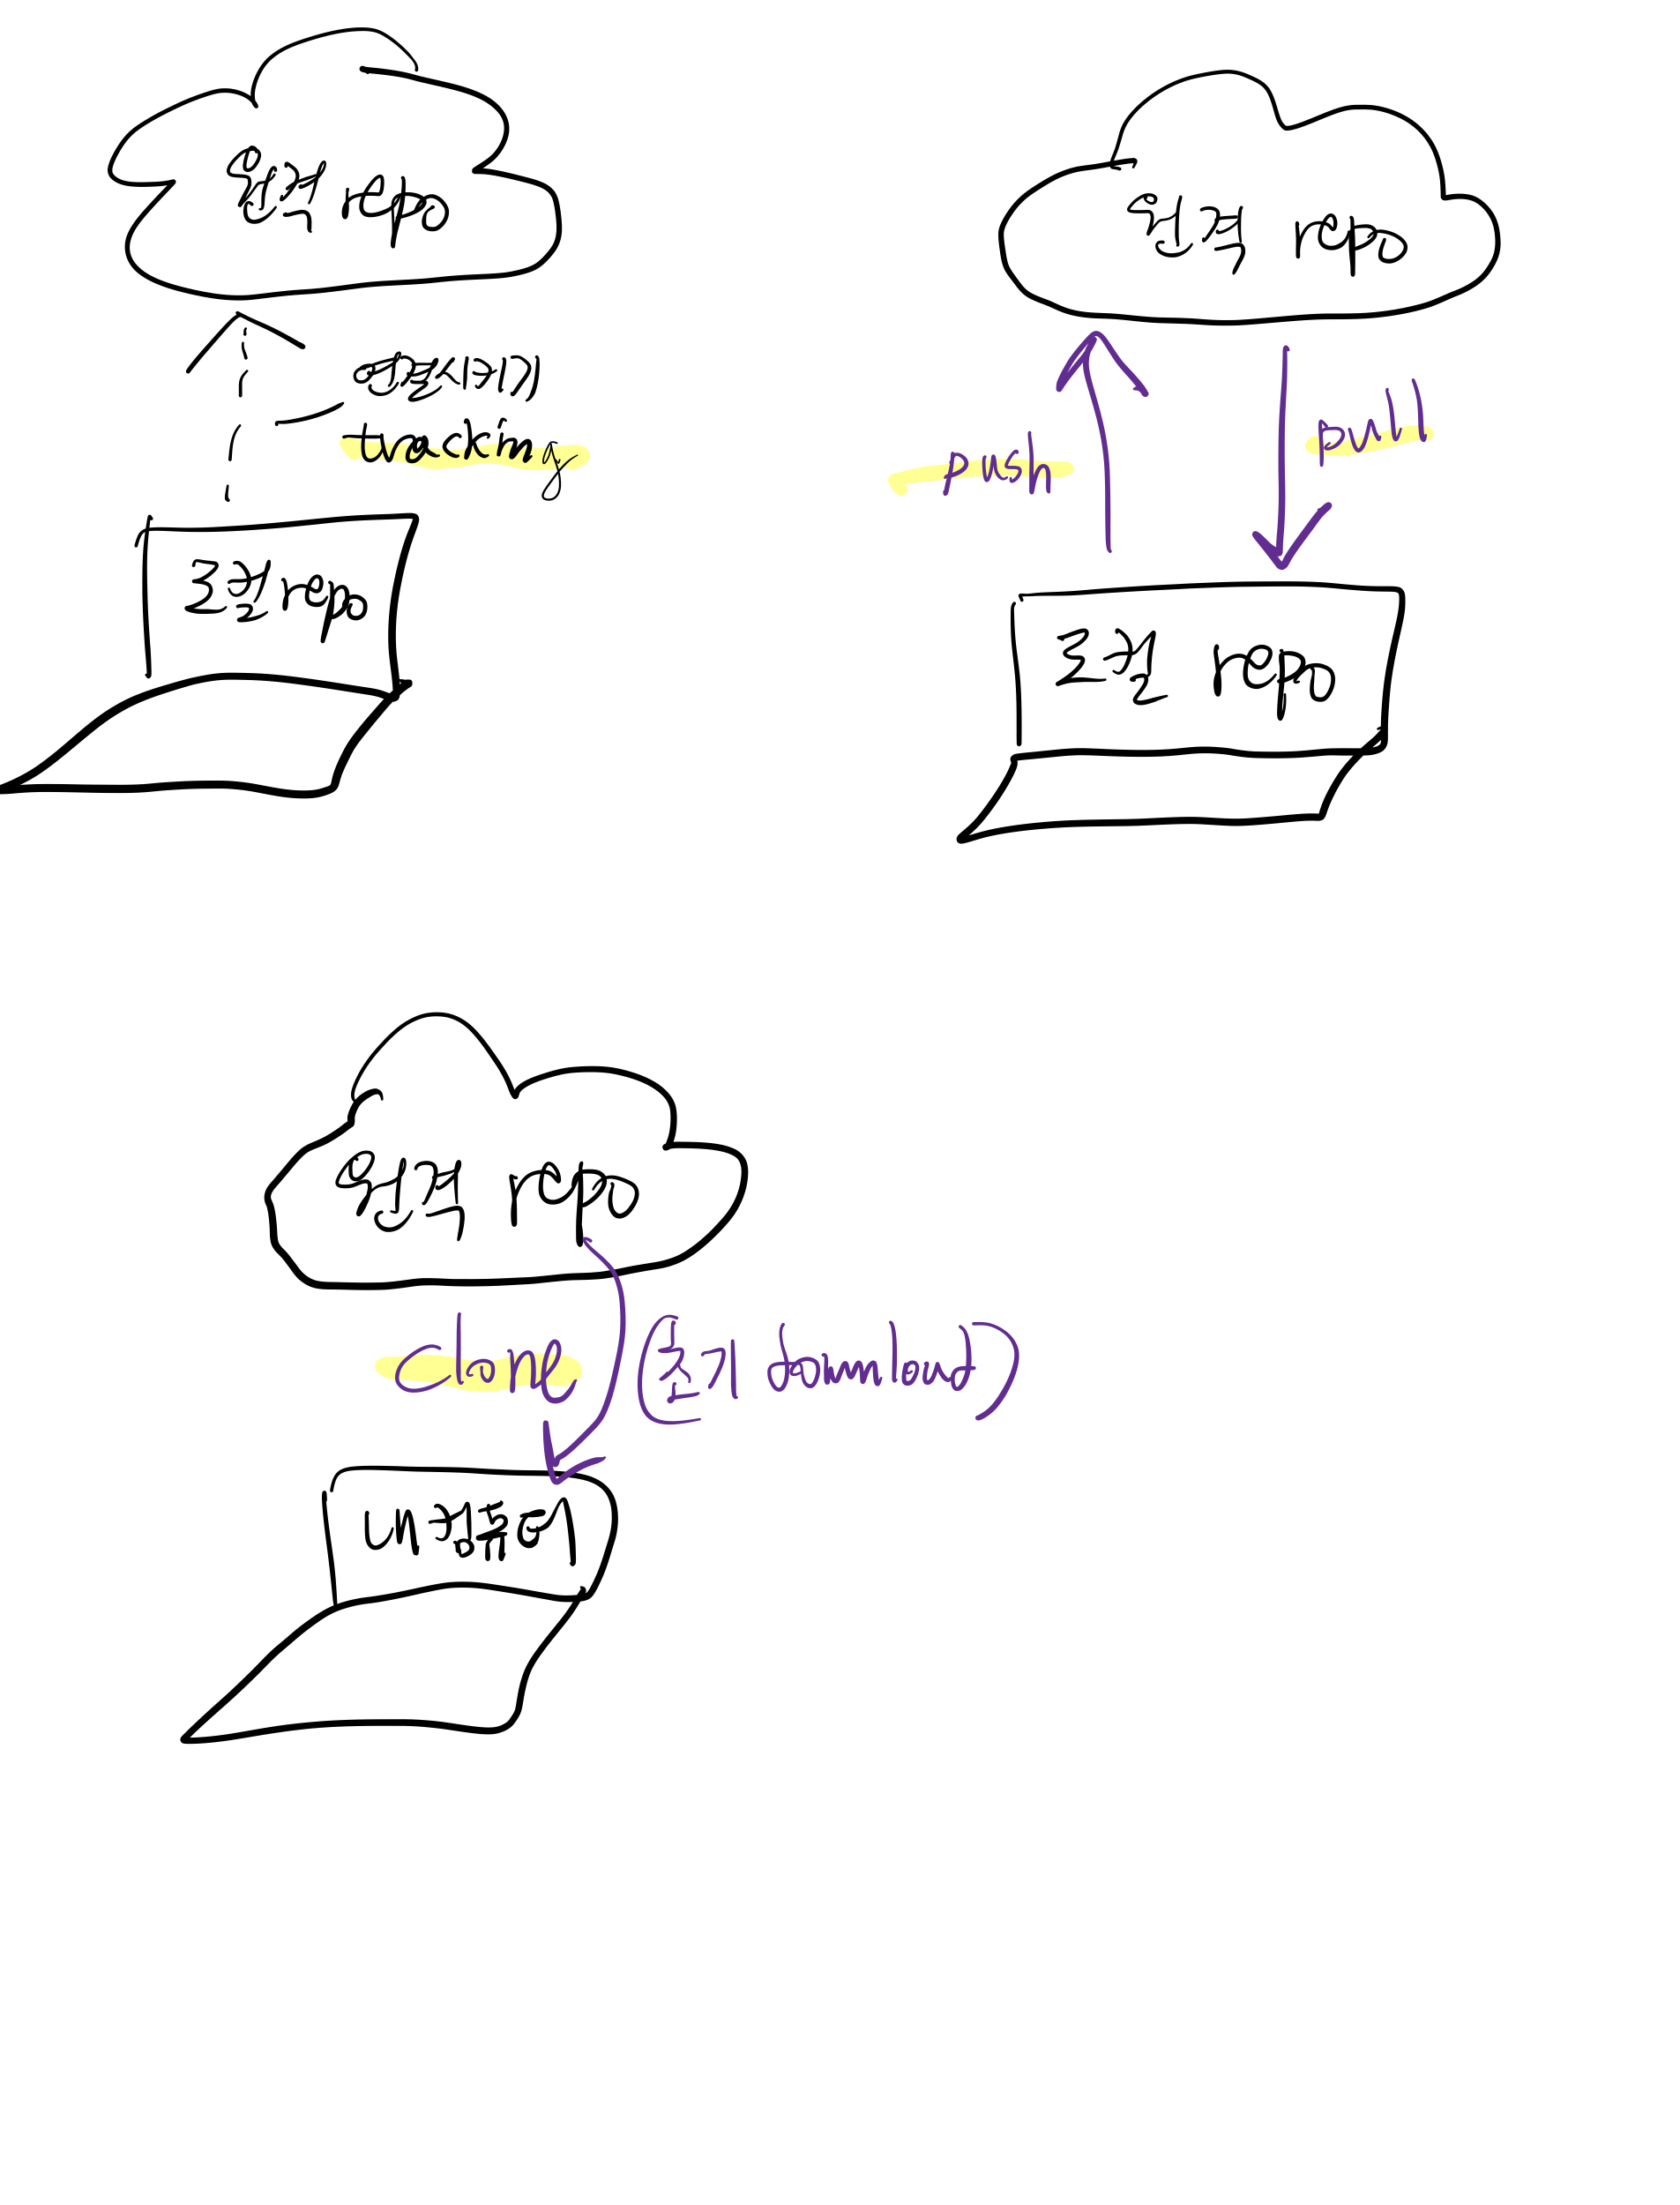 원격 repo
연결시키기
tracking
로컬 repo
원격 repo
push
pull
로컬 repo
원격 repo
clone
(초기 download)
내 컴퓨터